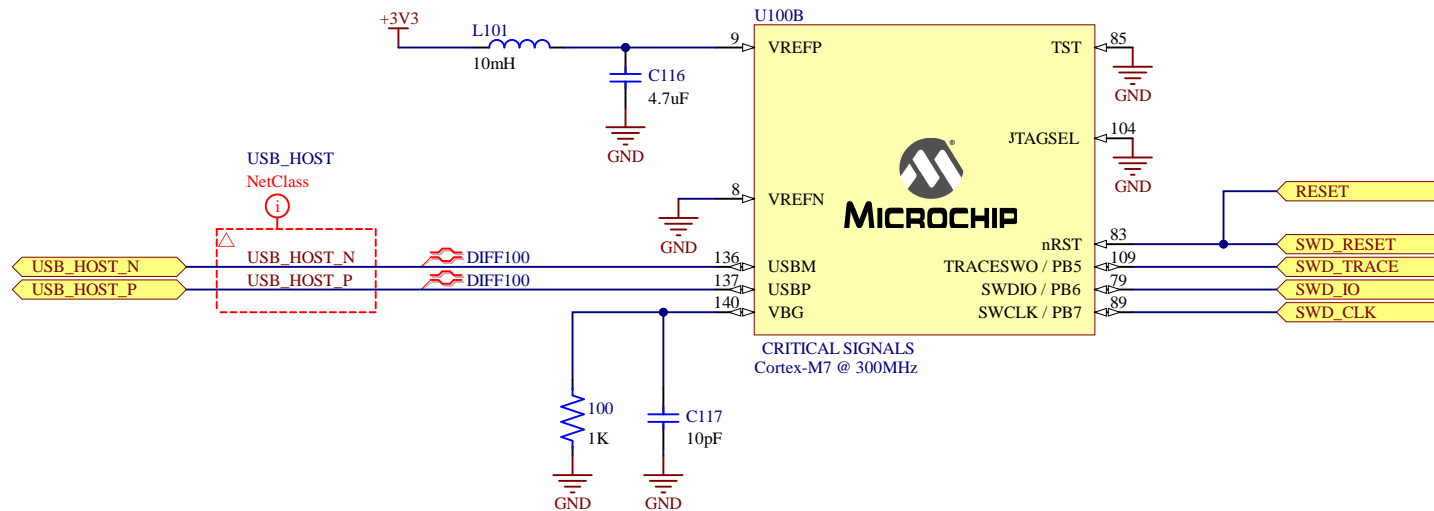 U100B
+3V3
L101
10mH
9
VREFP
TST
85
C116
4.7uF
GND
GND
JTAGSEL
104
GND
USB_HOST
NetClass
i
8
VREFN
GND
MICROCHIP
®
RESET
nRST
83
SWD_RESET
USB_HOST_N
USB_HOST_N
DIFF100
136
USBM
TRACESWO / PB5
109
SWD_TRACE
USB_HOST_P
USB_HOST_P
DIFF100
137
USBP
SWDIO / PB6
79
SWD_IO
140
VBG
SWCLK / PB7
89
SWD_CLK
CRITICAL SIGNALS
Cortex-M7 @ 300MHz
100
1K
C117
10pF
GND
GND